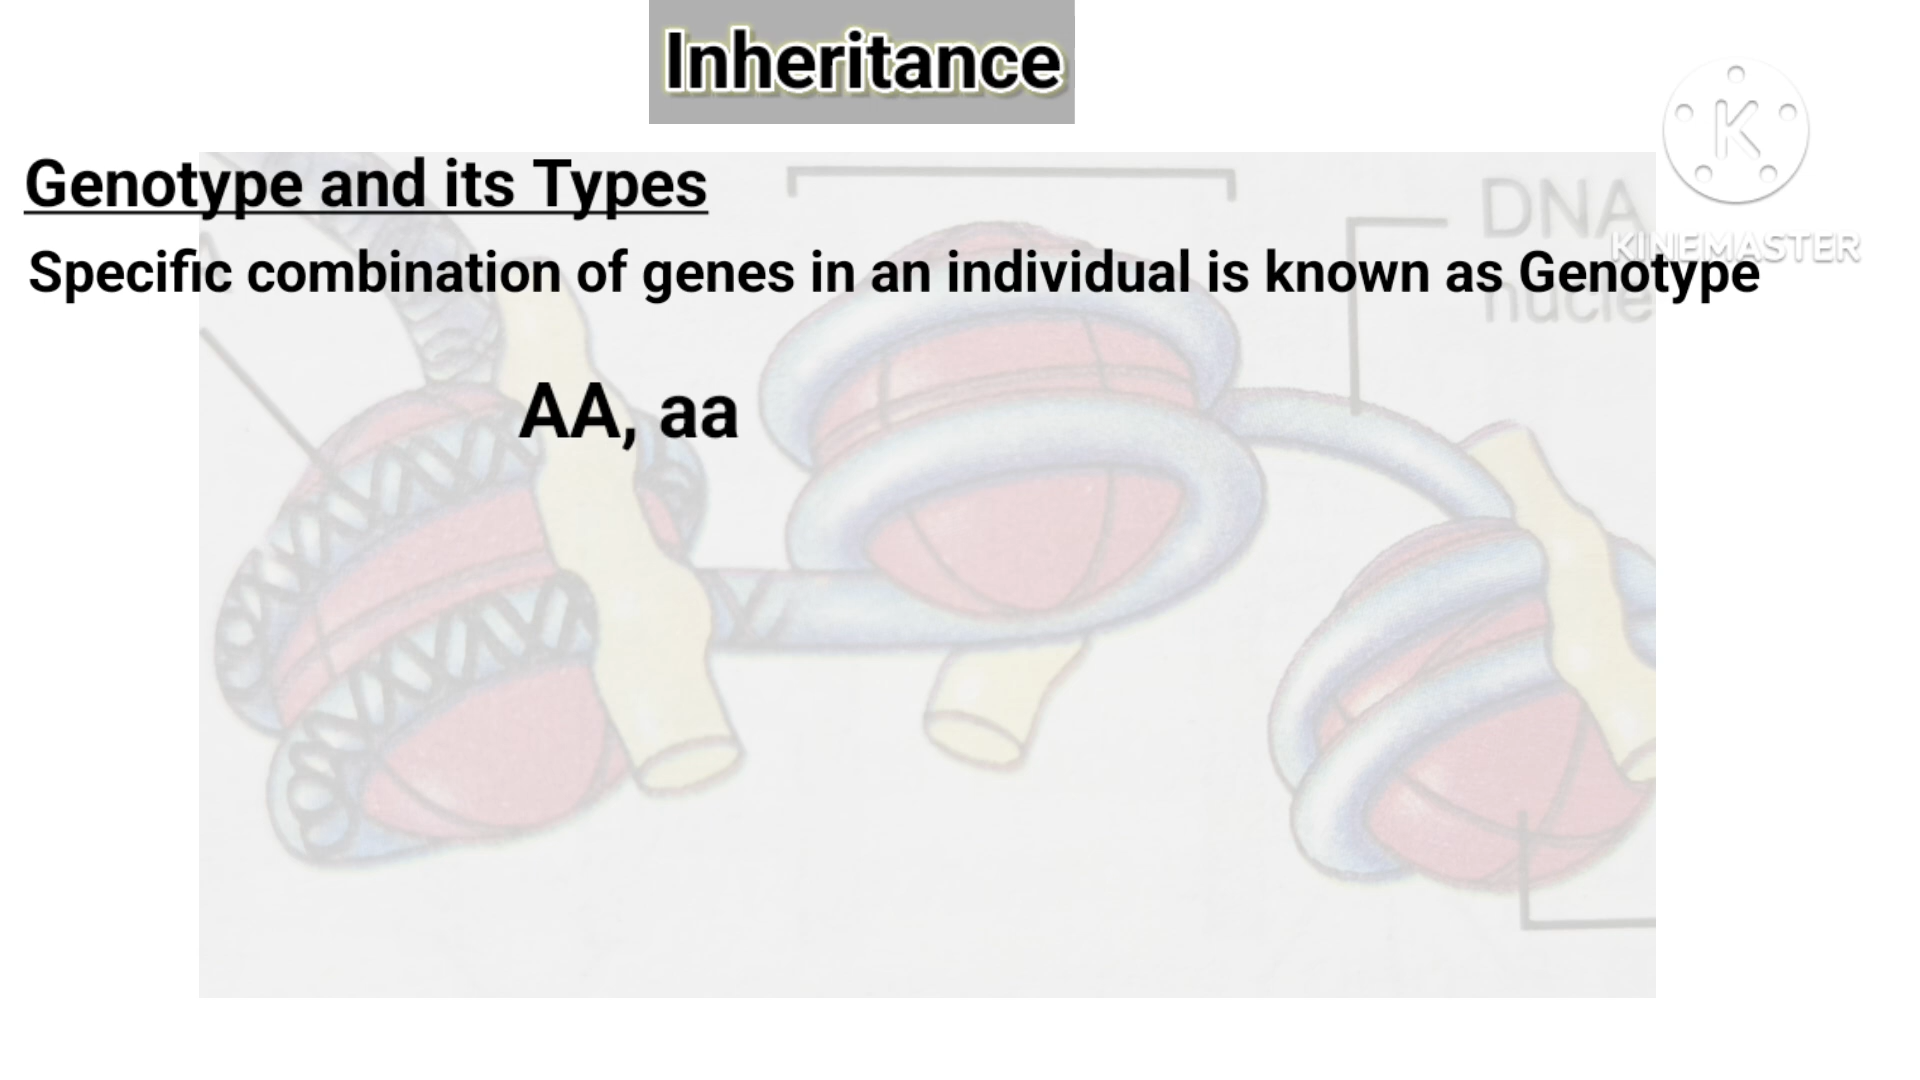 Inheritance
K
KINEMASTER
Genotype and its Types
DNA
Specific combination of genes in an individual is known as Genotype
nucle
AA, aa